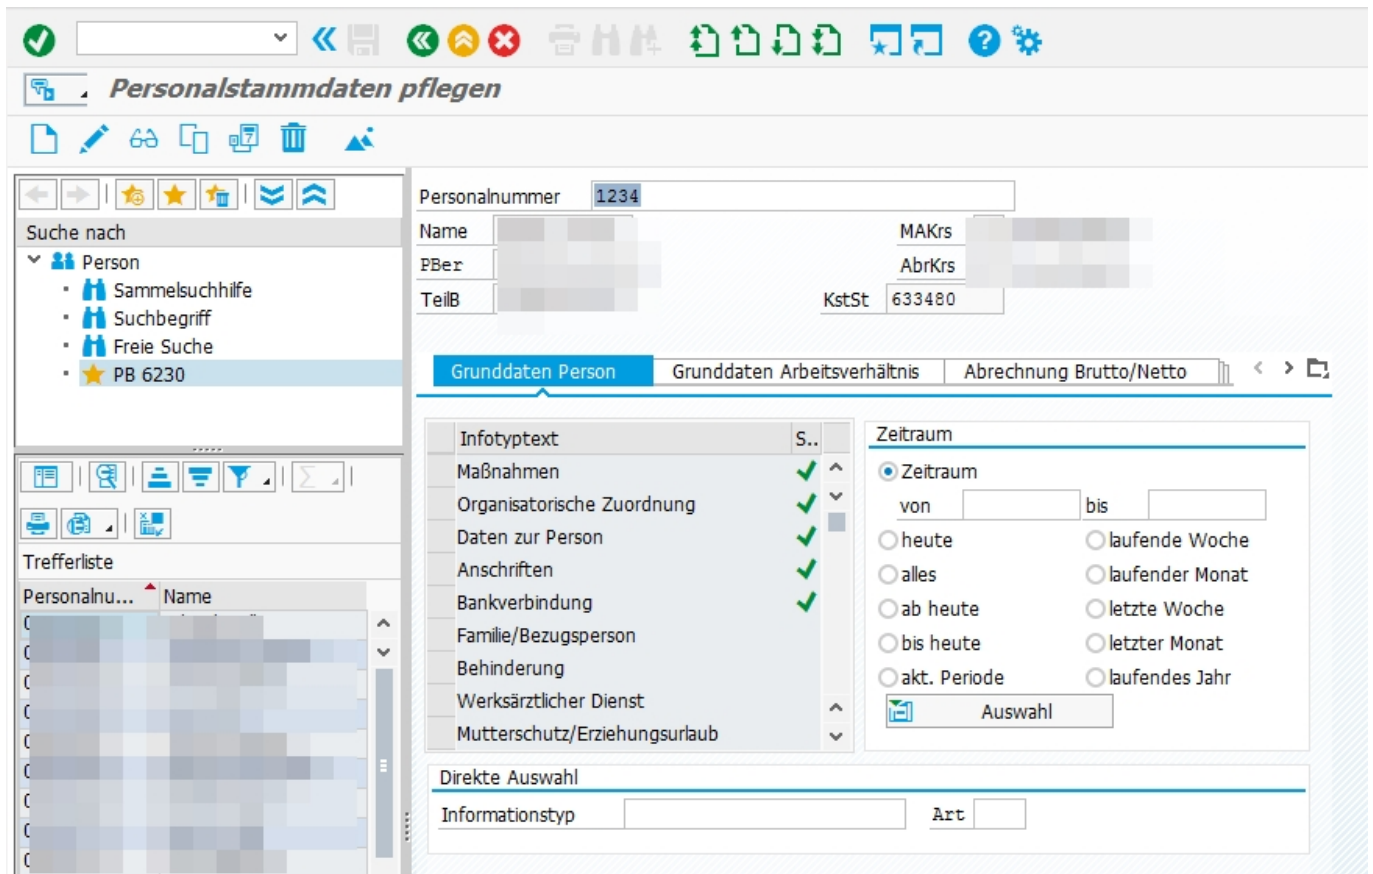 Personalstammdaten pflegen
Suche nach
Person
Sammelsuchhilfe
Suchbegriff
Freie Suche
PB 6230
Trefferliste
Personalnu... Name
Personalnummer 1234
Name MAKrs
PBer AbrKrs
TeilB KstSt 633480
Grunddaten Person Grunddaten Arbeitsverhältnis Abrechnung Brutto/Netto
Infotyptext S..
Maßnahmen
Organisatorische Zuordnung
Daten zur Person
Anschriften
Bankverbindung
Familie/Bezugsperson
Behinderung
Werksärztlicher Dienst
Mutterschutz/Erziehungsurlaub
Zeitraum
Zeitraum
von bis
heute laufende Woche
alles laufender Monat
ab heute letzte Woche
bis heute letzter Monat
akt. Periode laufendes Jahr
Auswahl
Direkte Auswahl
Informationstyp Art